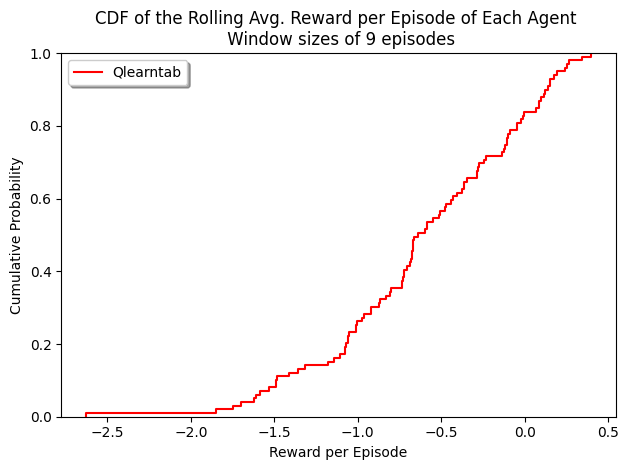 CDF of the Rolling Avg. Reward per Episode of Each Agent
Window sizes of 9 episodes
Qlearntab
Cumulative Probability
1.0
0.8
0.6
0.4
0.2
0.0
−2.5
−2.0
−1.5
−1.0
−0.5
0.0
0.5
Reward per Episode